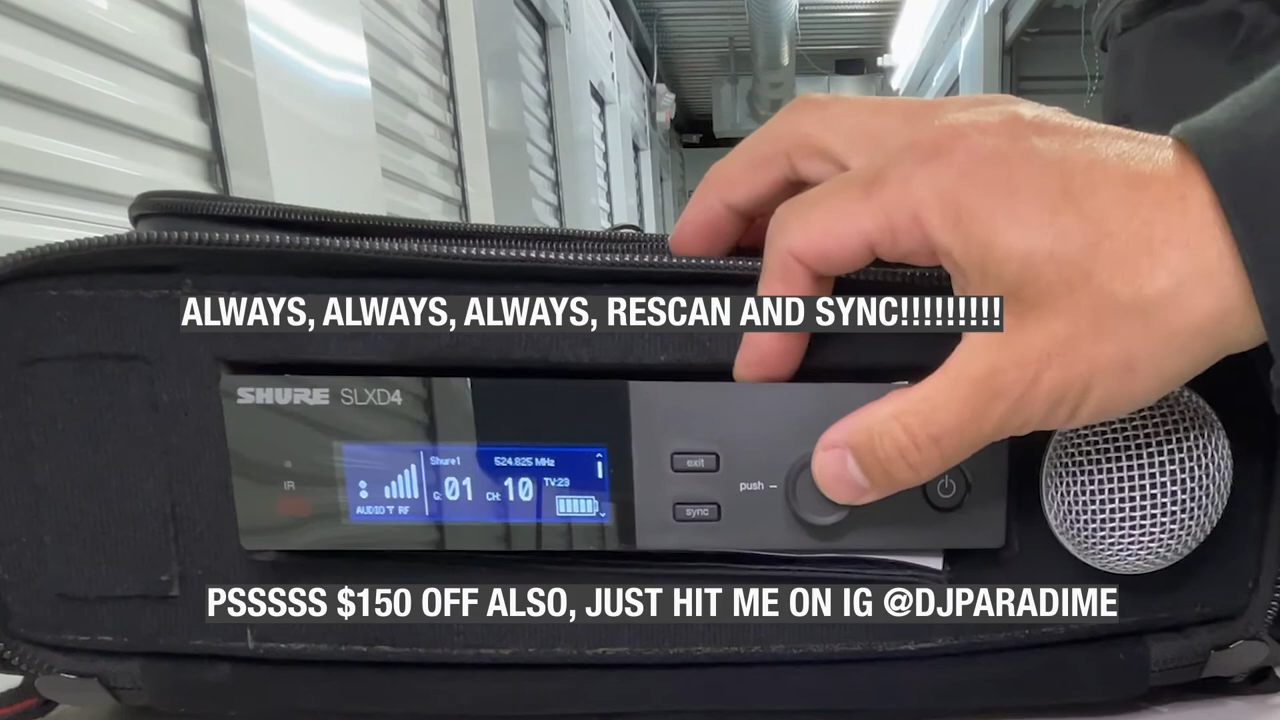 ALWAYS, ALWAYS, ALWAYS, RESCAN AND SYNC!!!!!!!!!
SHURE SLXD4
IR
Shure1 524.825 MHz
G: 01 CH: 10 TV:29
AUDIO RF
exit
push –
sync
PSSSSS $150 OFF ALSO, JUST HIT ME ON IG @DJPARADIME